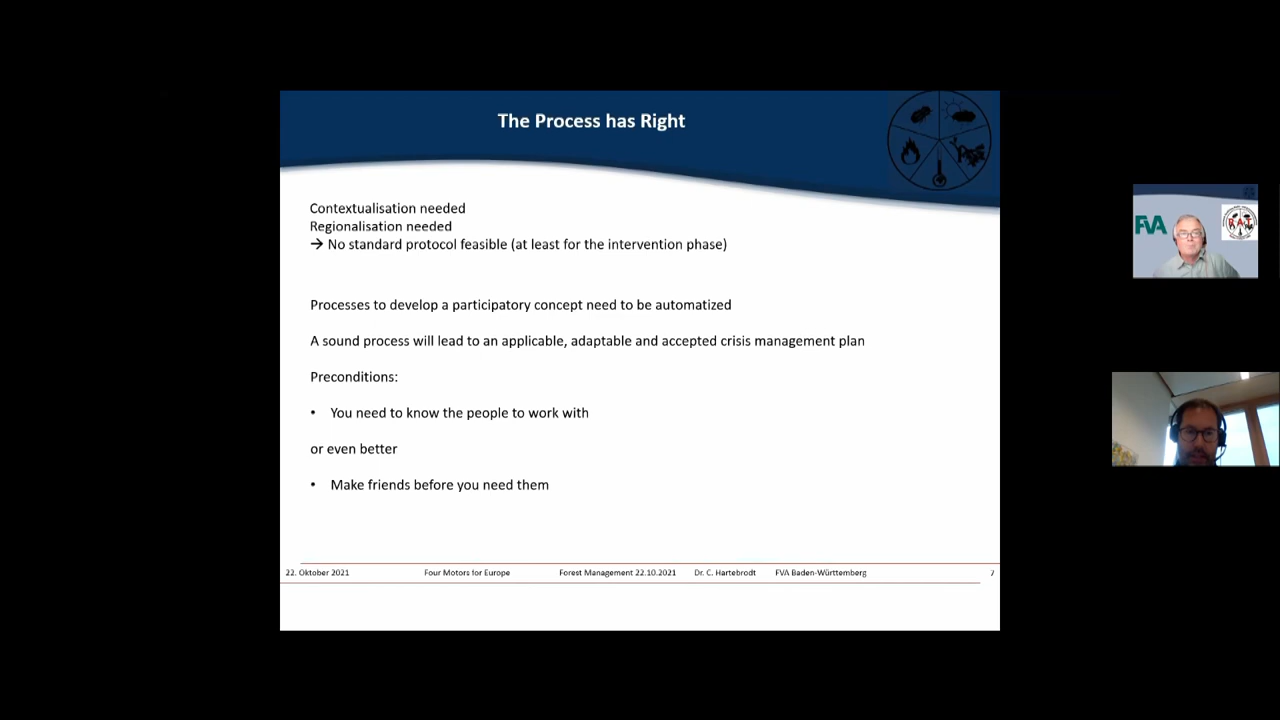 The Process has Right
Contextualisation needed
Regionalisation needed
→ No standard protocol feasible (at least for the intervention phase)
Processes to develop a participatory concept need to be automatized
A sound process will lead to an applicable, adaptable and accepted crisis management plan
Preconditions:
• You need to know the people to work with
or even better
• Make friends before you need them
22. Oktober 2021 Four Motors for Europe Forest Management 22.10.2021 Dr. C. Hartebrodt FVA Baden-Württemberg 7
FVA